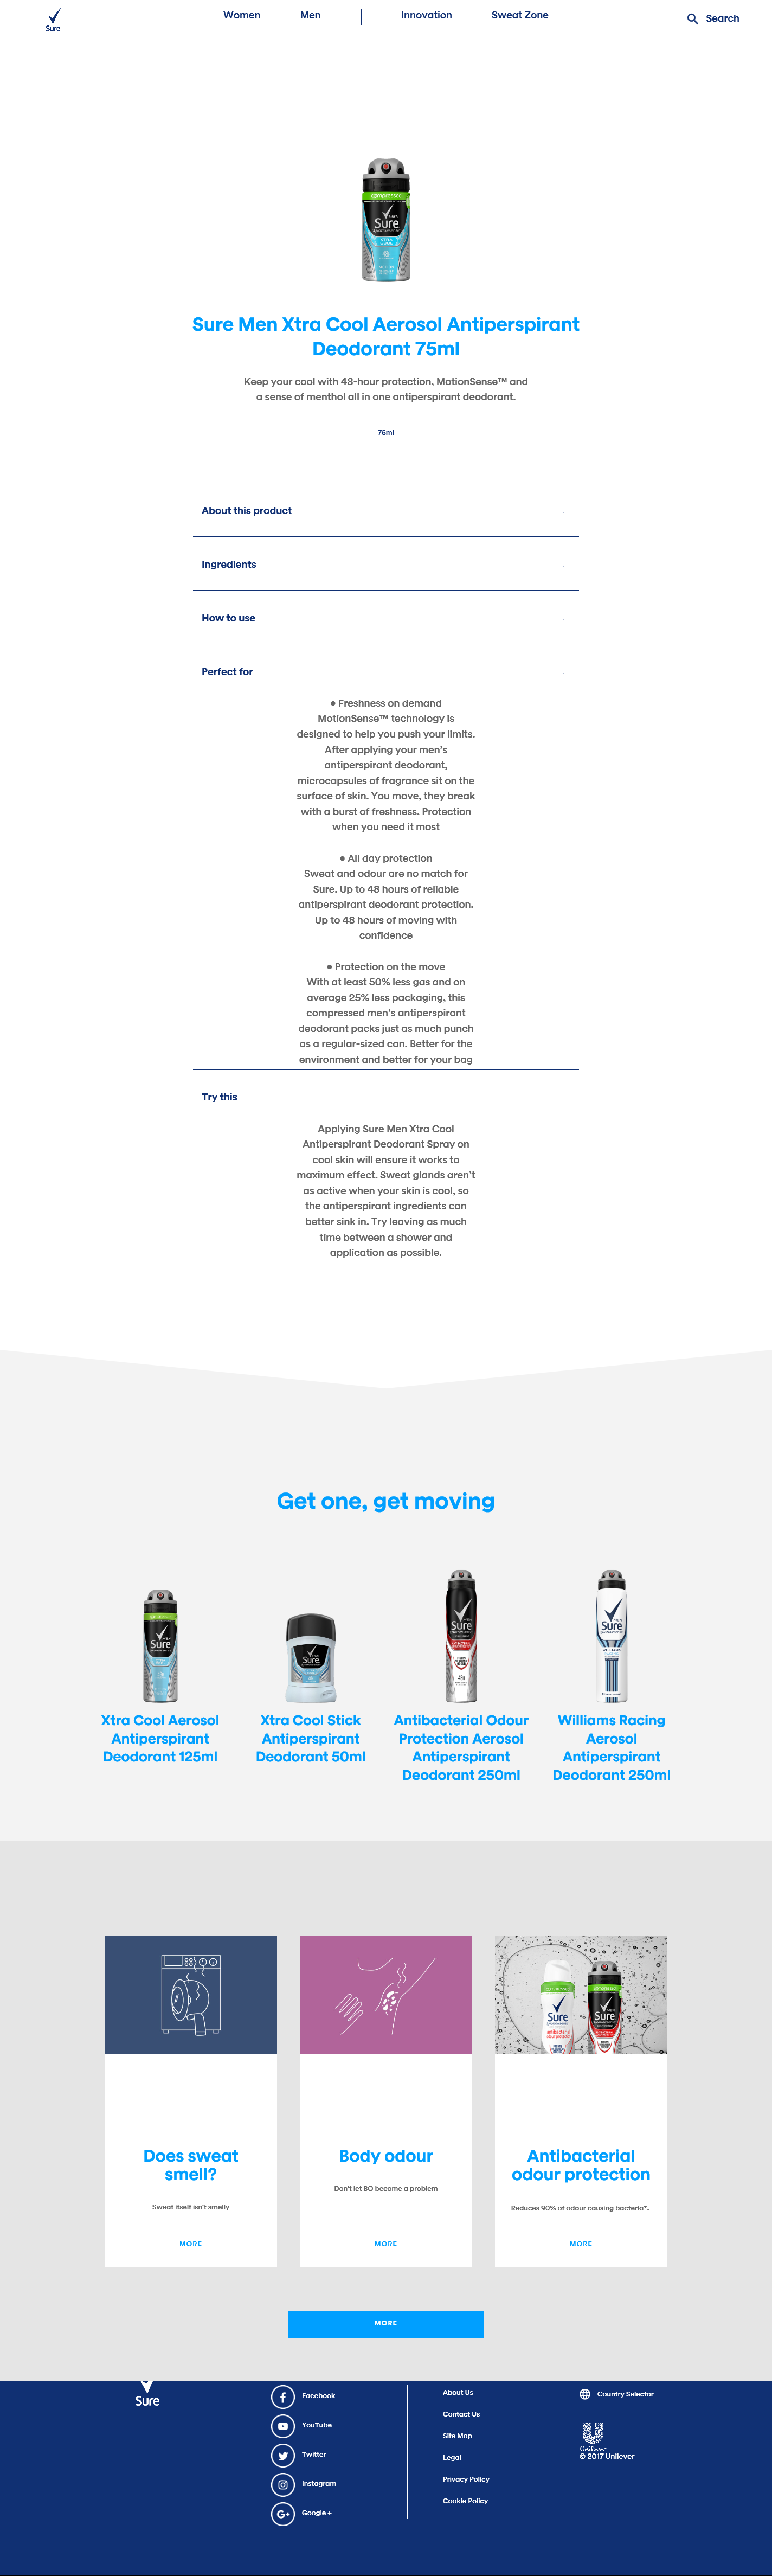 Sure
Women
Men
Innovation
Sweat Zone
Search
compressed
MEN
Sure
XTRA
COOL
Sure Men Xtra Cool Aerosol Antiperspirant
Deodorant 75ml
Keep your cool with 48-hour protection, MotionSense™ and
a sense of menthol all in one antiperspirant deodorant.
75ml
About this product
Ingredients
How to use
Perfect for
● Freshness on demand
MotionSense™ technology is
designed to help you push your limits.
After applying your men’s
antiperspirant deodorant,
microcapsules of fragrance sit on the
surface of skin. You move, they break
with a burst of freshness. Protection
when you need it most
● All day protection
Sweat and odour are no match for
Sure. Up to 48 hours of reliable
antiperspirant deodorant protection.
Up to 48 hours of moving with
confidence
● Protection on the move
With at least 50% less gas and on
average 25% less packaging, this
compressed men’s antiperspirant
deodorant packs just as much punch
as a regular-sized can. Better for the
environment and better for your bag
Try this
Applying Sure Men Xtra Cool
Antiperspirant Deodorant Spray on
cool skin will ensure it works to
maximum effect. Sweat glands aren’t
as active when your skin is cool, so
the antiperspirant ingredients can
better sink in. Try leaving as much
time between a shower and
application as possible.
Get one, get moving
Sure
Sure
Sure
Sure
WILLIAMS
Xtra Cool Aerosol
Antiperspirant
Deodorant 125ml
Xtra Cool Stick
Antiperspirant
Deodorant 50ml
Antibacterial Odour
Protection Aerosol
Antiperspirant
Deodorant 250ml
Williams Racing
Aerosol
Antiperspirant
Deodorant 250ml
Sure
Sure
Does sweat
smell?
Sweat itself isn’t smelly
MORE
Body odour
Don’t let BO become a problem
MORE
Antibacterial
odour protection
Reduces 90% of odour causing bacteria*.
MORE
MORE
Sure
Facebook
YouTube
Twitter
Instagram
Google +
About Us
Contact Us
Site Map
Legal
Privacy Policy
Cookie Policy
Country Selector
Unilever
© 2017 Unilever